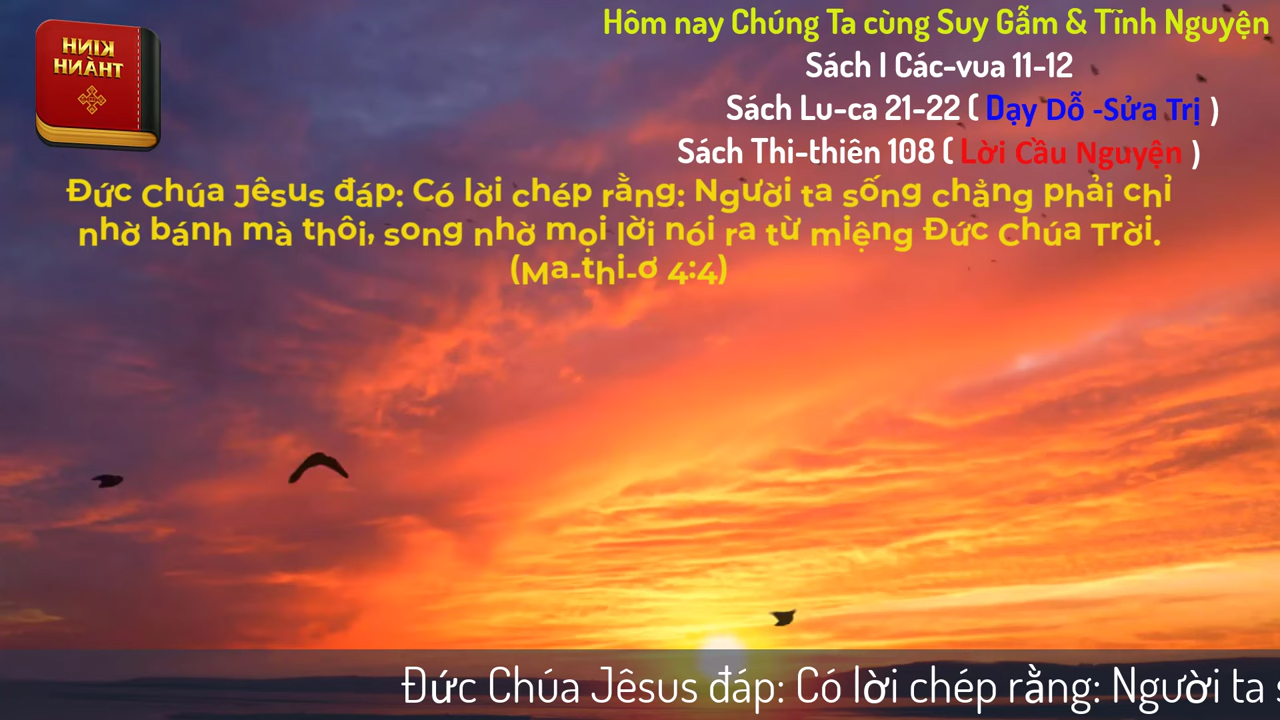 KINH
THÀNH
Hôm nay Chúng Ta cùng Suy Gẫm & Tĩnh Nguyện
Sách I Các-vua 11-12
Sách Lu-ca 21-22 ( Dạy Dỗ -Sửa Trị )
Sách Thi-thiên 108 ( Lời Cầu Nguyện )
Đức Chúa Jêsus đáp: Có lời chép rằng: Người ta sống chẳng phải chỉ
nhờ bánh mà thôi, song nhờ mọi lời nói ra từ miệng Đức Chúa Trời.
(Ma-thi-ơ 4:4)
Đức Chúa Jêsus đáp: Có lời chép rằng: Người ta